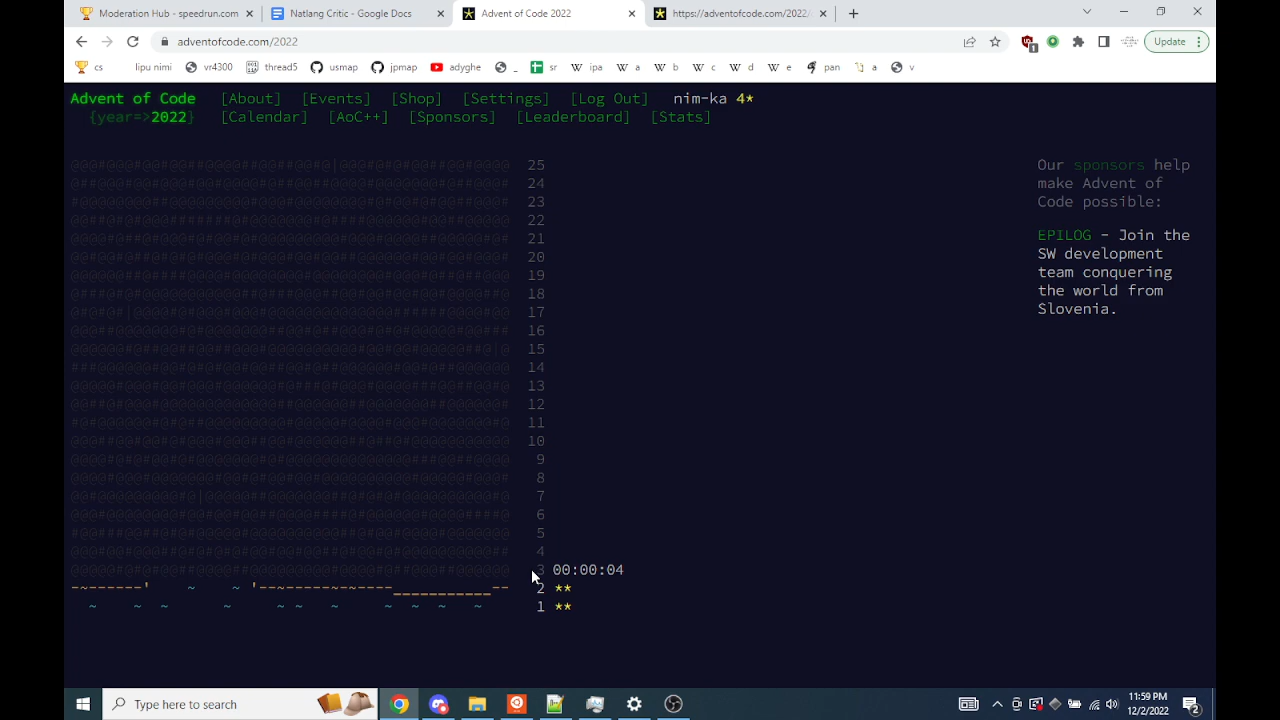 Moderation Hub - speedrun.com
Natlang Critic - Google Docs
Advent of Code 2022
https://adventofcode.com/2022/
adventofcode.com/2022
Update
cs
lipu nimi
vr4300
thread5
usmap
jpmap
adyghe
_
sr
ipa
a
b
c
d
e
pan
a
v
Advent of Code [About] [Events] [Shop] [Settings] [Log Out] nim-ka 4*
{year=>2022} [Calendar] [AoC++] [Sponsors] [Leaderboard] [Stats]
25
24
23
22
21
20
19
18
17
16
15
14
13
12
11
10
9
8
7
6
5
4
3 00:00:04
2 **
1 **
Our sponsors help
make Advent of
Code possible:
EPILOG - Join the
SW development
team conquering
the world from
Slovenia.
Type here to search
11:59 PM
12/2/2022
2